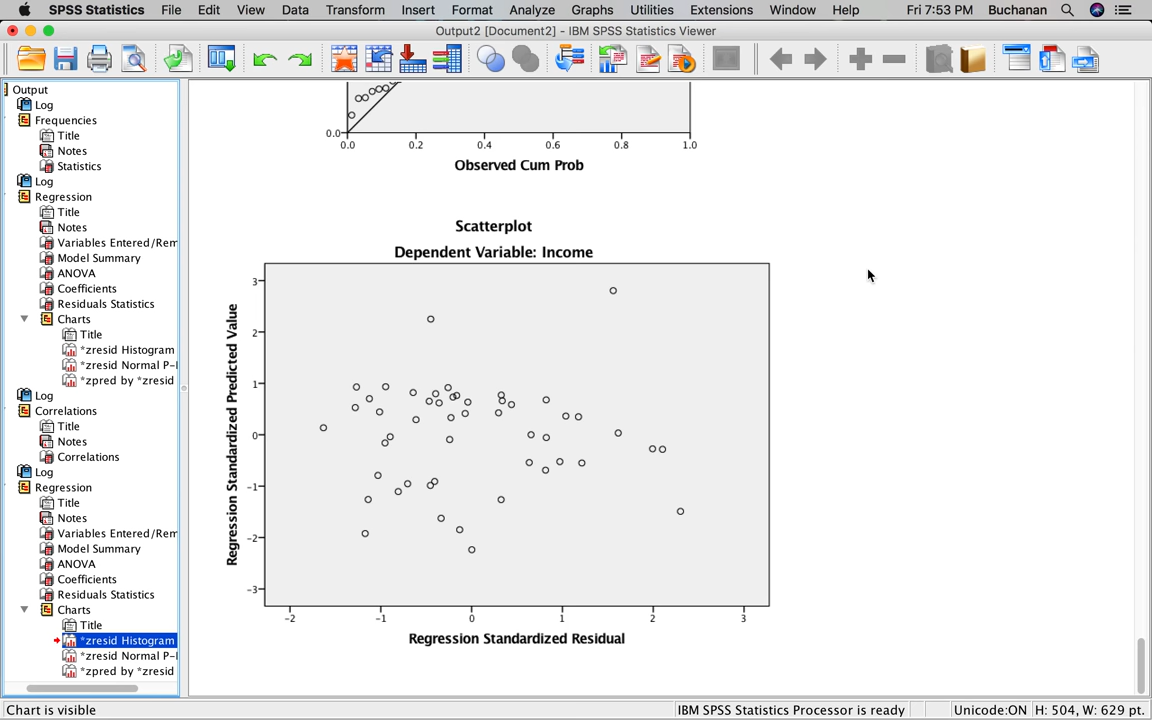 SPSS Statistics File Edit View Data Transform Insert Format Analyze Graphs Utilities Extensions Window Help Fri 7:53 PM Buchanan
Output2 [Document2] - IBM SPSS Statistics Viewer
Output
Log
Frequencies
Title
Notes
Statistics
Log
Regression
Title
Notes
Variables Entered/Rem
Model Summary
ANOVA
Coefficients
Residuals Statistics
Charts
Title
*zresid Histogram
*zresid Normal P-
*zpred by *zresid
Log
Correlations
Title
Notes
Correlations
Log
Regression
Title
Notes
Variables Entered/Rem
Model Summary
ANOVA
Coefficients
Residuals Statistics
Charts
Title
*zresid Histogram
*zresid Normal P-
*zpred by *zresid
0.0
0.0 0.2 0.4 0.6 0.8 1.0
Observed Cum Prob
Scatterplot
Dependent Variable: Income
Regression Standardized Predicted Value
3
2
1
0
-1
-2
-3
-2 -1 0 1 2 3
Regression Standardized Residual
Chart is visible
IBM SPSS Statistics Processor is ready
Unicode:ON H: 504, W: 629 pt.